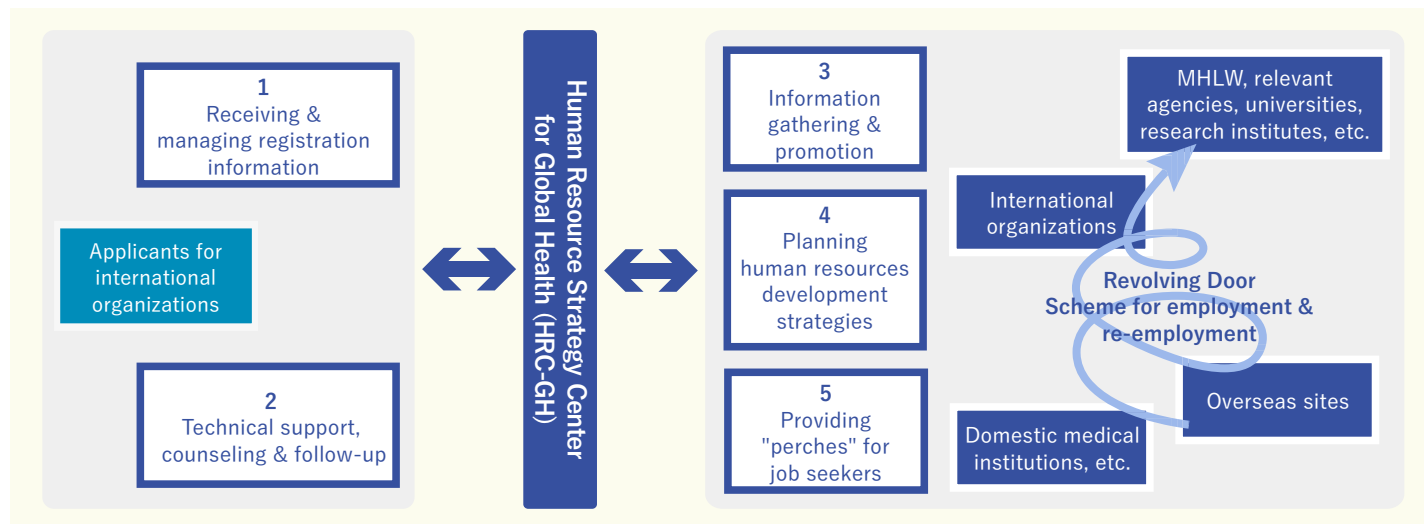 1
Receiving &
managing registration
information
Applicants for
international
organizations
2
Technical support,
counseling & follow-up
Human Resource Strategy Center
for Global Health (HRC-GH)
3
Information
gathering &
promotion
4
Planning
human resources
development
strategies
5
Providing
"perches" for
job seekers
MHLW, relevant
agencies, universities,
research institutes, etc.
International
organizations
Revolving Door
Scheme for employment &
re-employment
Overseas sites
Domestic medical
institutions, etc.